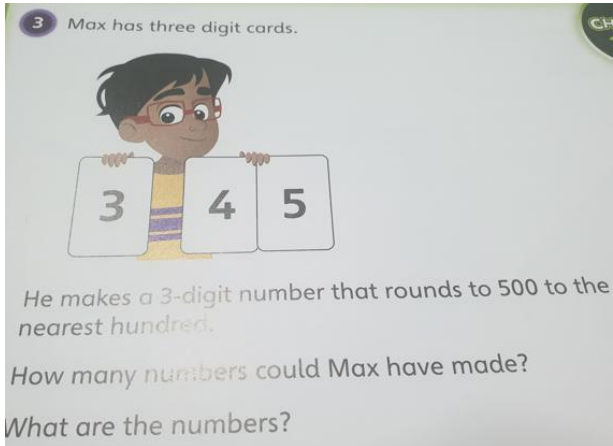 3 Max has three digit cards.
CH
3 4 5
He makes a 3-digit number that rounds to 500 to the
nearest hundred.
How many numbers could Max have made?
What are the numbers?